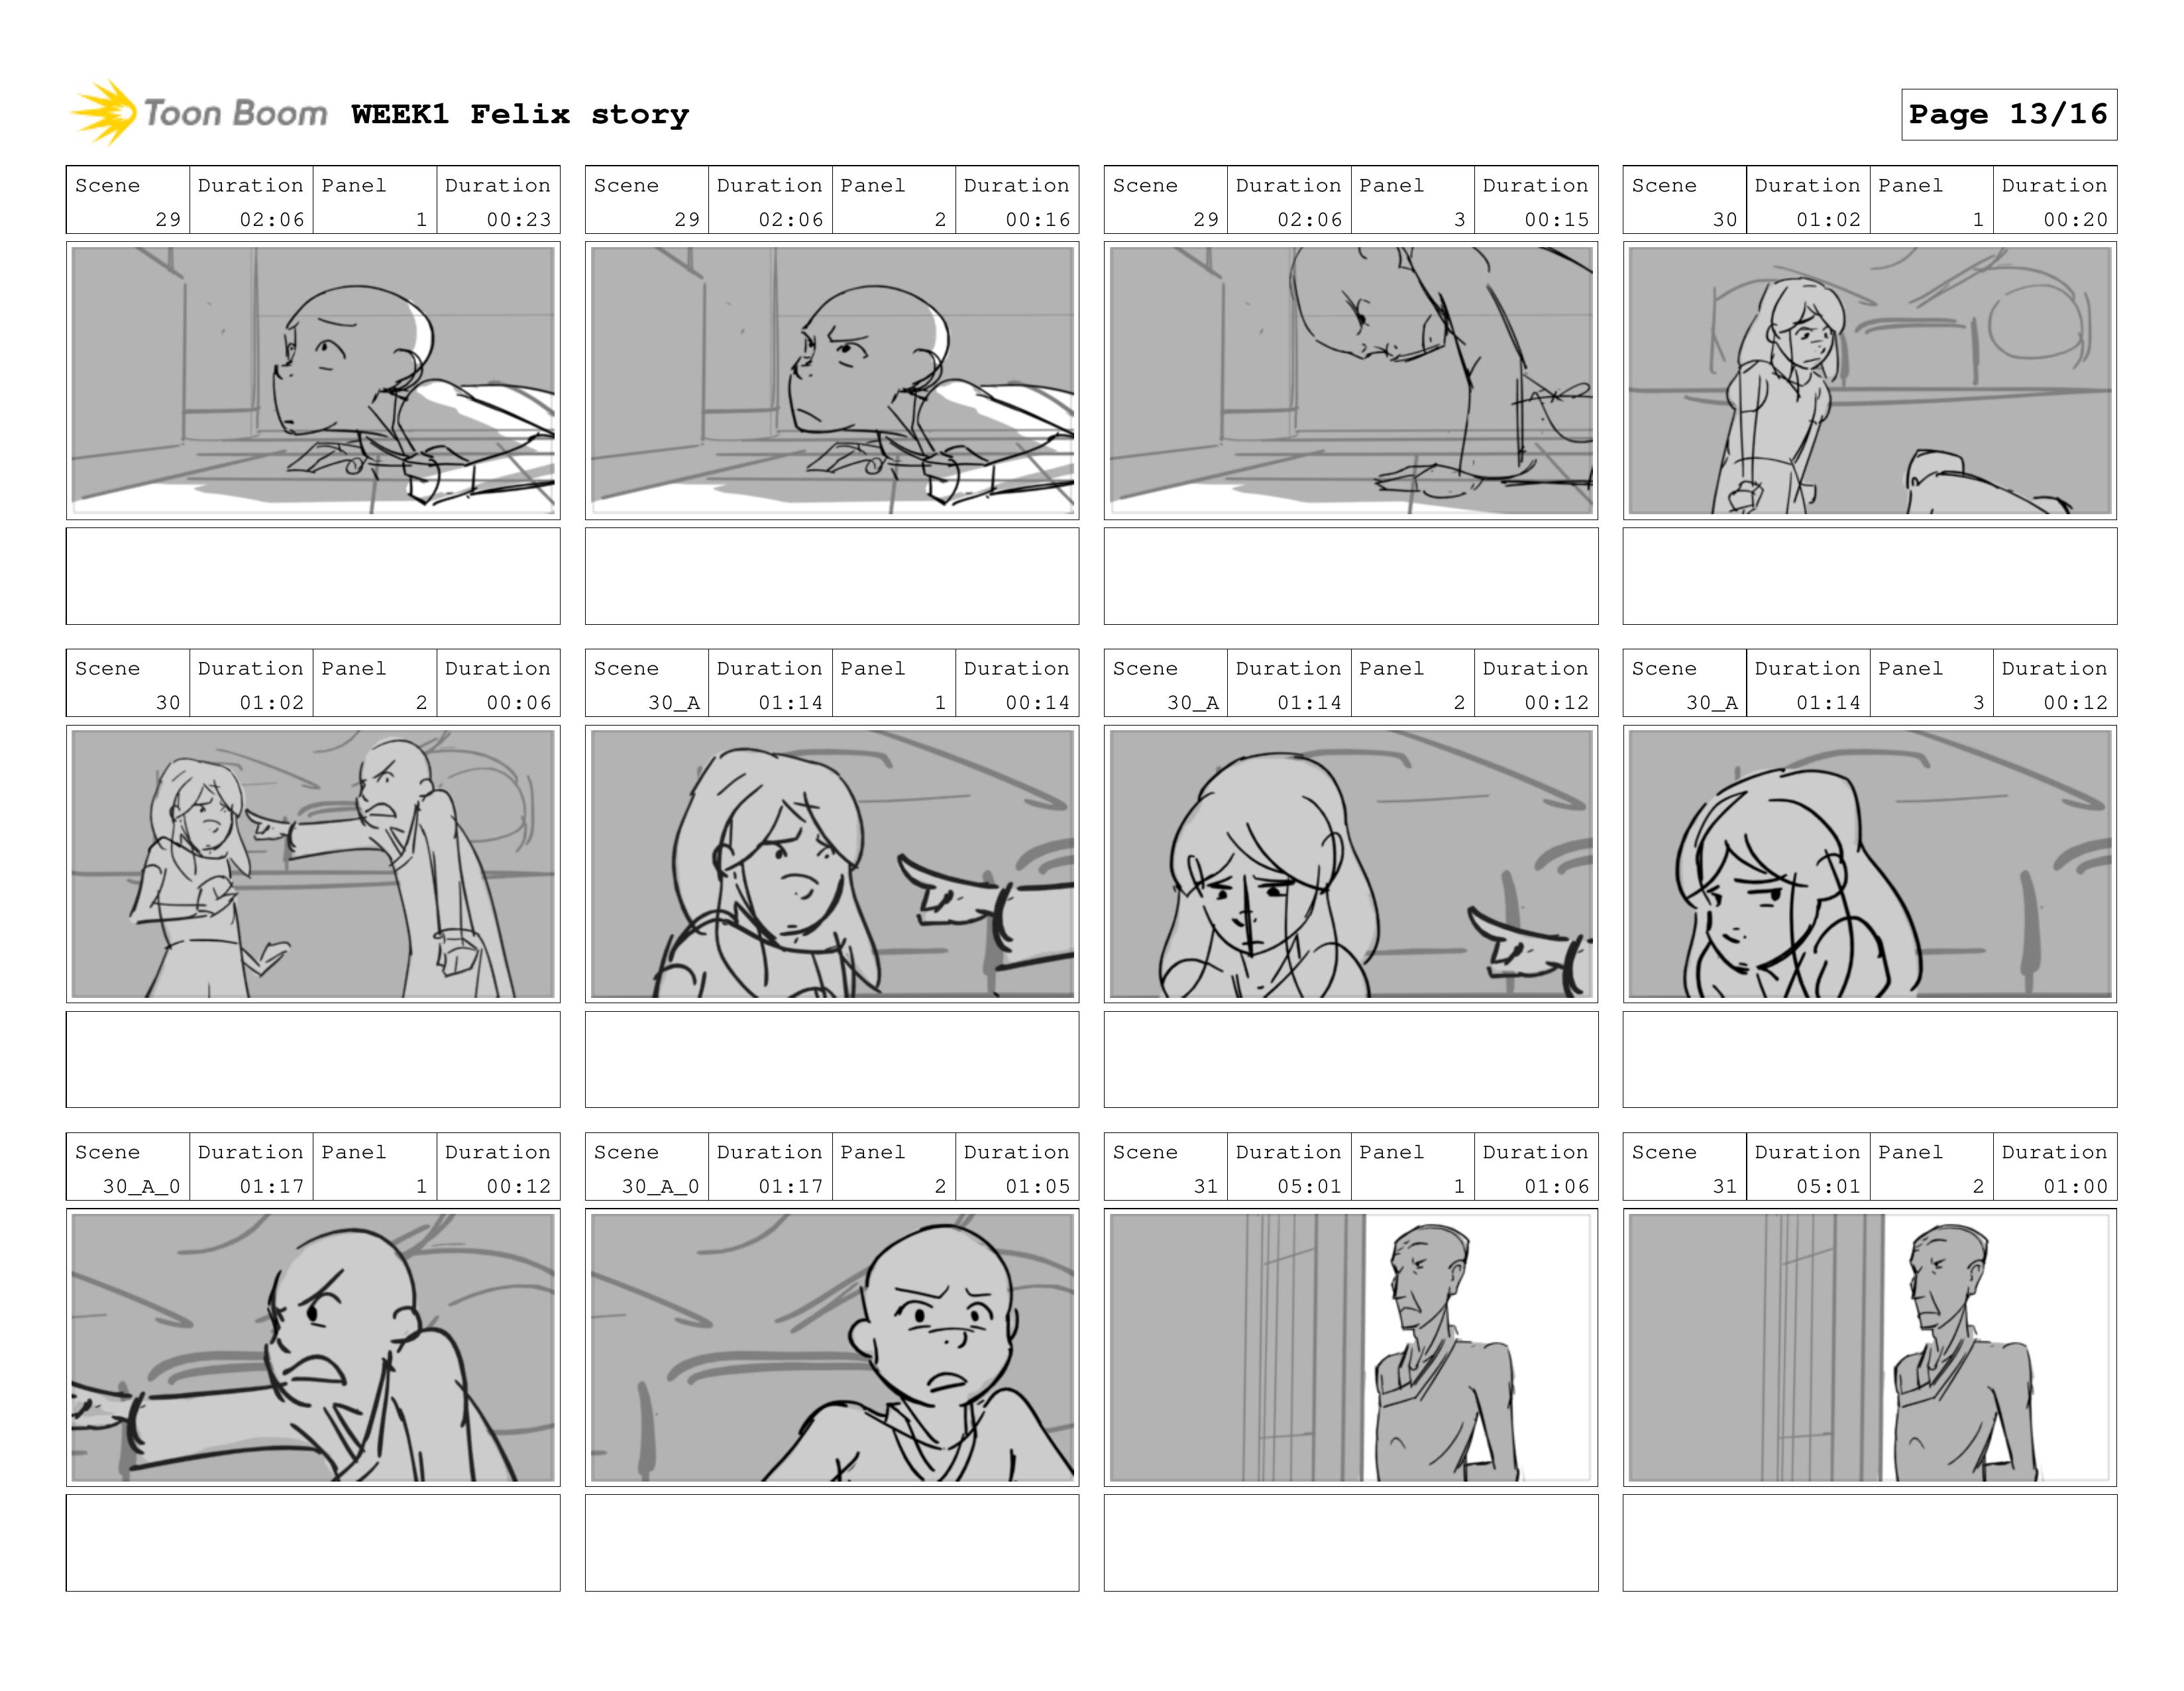 Toon Boom WEEK1 Felix story
Page 13/16
Scene Duration Panel Duration
29 02:06 1 00:23
Scene Duration Panel Duration
29 02:06 2 00:16
Scene Duration Panel Duration
29 02:06 3 00:15
Scene Duration Panel Duration
30 01:02 1 00:20
Scene Duration Panel Duration
30 01:02 2 00:06
Scene Duration Panel Duration
30_A 01:14 1 00:14
Scene Duration Panel Duration
30_A 01:14 2 00:12
Scene Duration Panel Duration
30_A 01:14 3 00:12
Scene Duration Panel Duration
30_A_0 01:17 1 00:12
Scene Duration Panel Duration
30_A_0 01:17 2 01:05
Scene Duration Panel Duration
31 05:01 1 01:06
Scene Duration Panel Duration
31 05:01 2 01:00